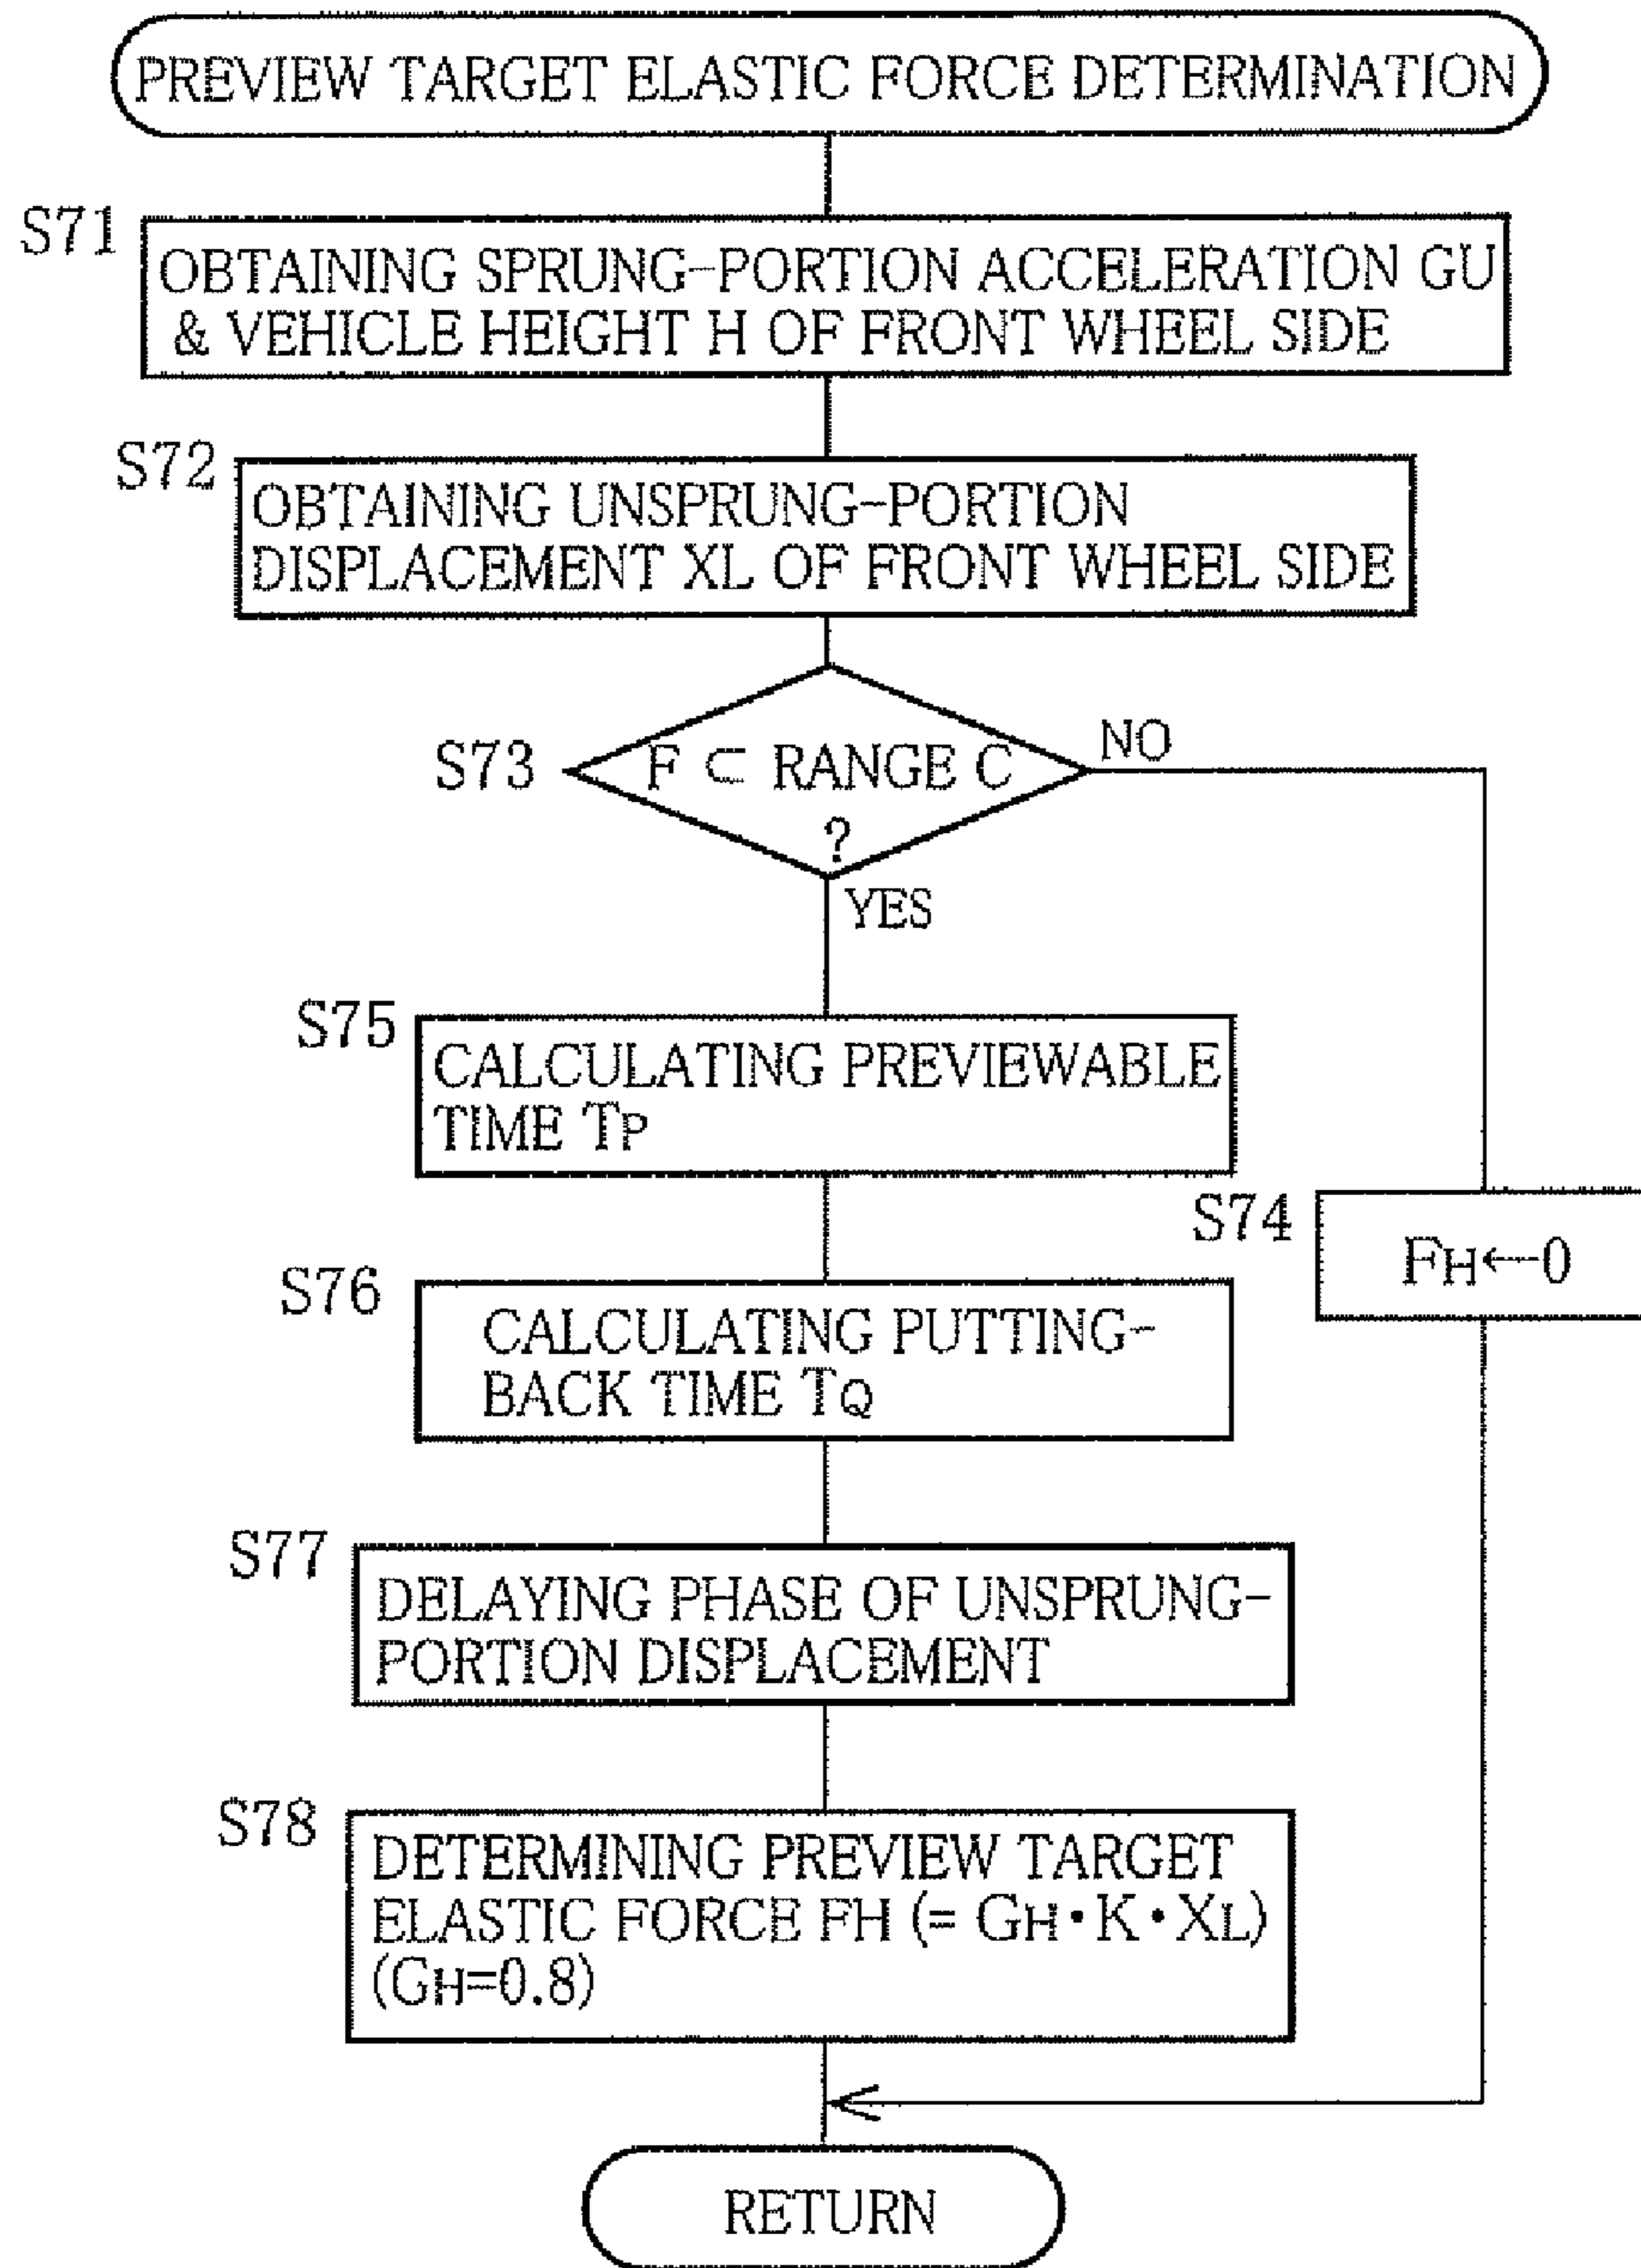 PREVIEW TARGET ELASTIC FORCE DETERMINATION
S71
OBTAINING SPRUNG-PORTION ACCELERATION GU
& VEHICLE HEIGHT H OF FRONT WHEEL SIDE
S72
OBTAINING UNSPRUNG-PORTION
DISPLACEMENT XL OF FRONT WHEEL SIDE
S73
F ⊂ RANGE C
?
NO
YES
S75
CALCULATING PREVIEWABLE
TIME TP
S74
FH←0
S76
CALCULATING PUTTING-
BACK TIME TQ
S77
DELAYING PHASE OF UNSPRUNG-
PORTION DISPLACEMENT
S78
DETERMINING PREVIEW TARGET
ELASTIC FORCE FH (= GH・K・XL)
(GH=0.8)
RETURN